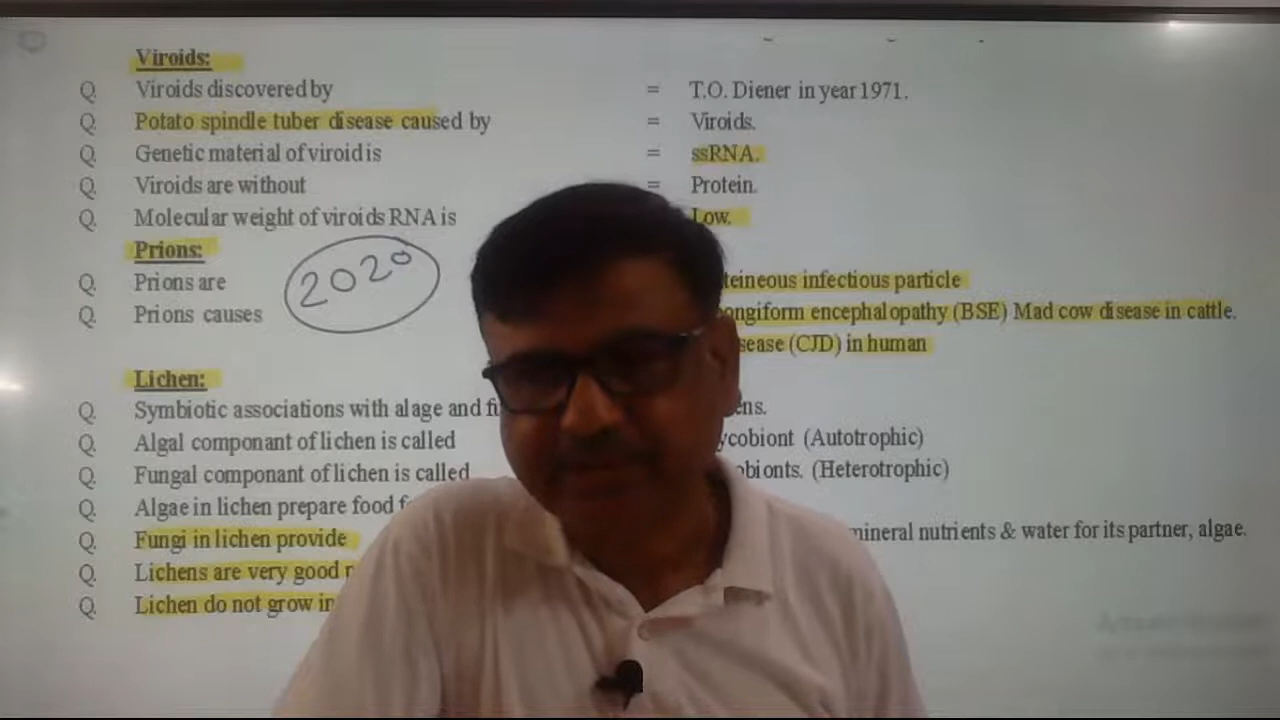 Viroids:
Q. Viroids discovered by = T.O. Diener in year 1971.
Q. Potato spindle tuber disease caused by = Viroids.
Q. Genetic material of viroid is = ssRNA.
Q. Viroids are without = Protein.
Q. Molecular weight of viroids RNA is Low.
Prions:
2020
Q. Prions are teineous infectious particle
Q. Prions causes ongiform encephalopathy (BSE) Mad cow disease in cattle.
sease (CJD) in human
Lichen:
Q. Symbiotic associations with alage and fu ens.
Q. Algal componant of lichen is called ycobiont (Autotrophic)
Q. Fungal componant of lichen is called obionts. (Heterotrophic)
Q. Algae in lichen prepare food f
Q. Fungi in lichen provide mineral nutrients & water for its partner, algae.
Q. Lichens are very good
Q. Lichen do not grow in